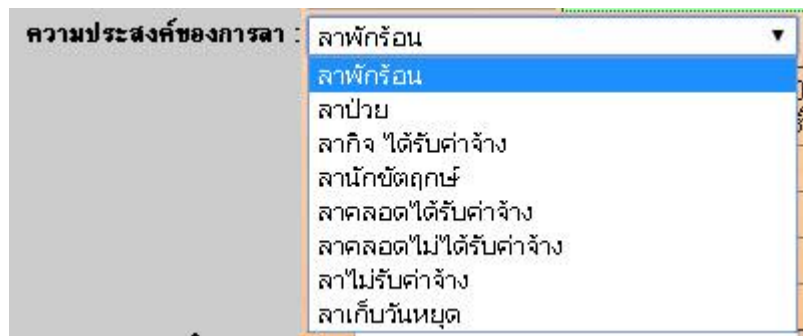 ความประสงค์ของการลา : ลาพักร้อน
ลาพักร้อน
ลาป่วย
ลากิจ ได้รับค่าจ้าง
ลานักขัตฤกษ์
ลาคลอดได้รับค่าจ้าง
ลาคลอดไม่ได้รับค่าจ้าง
ลาไม่รับค่าจ้าง
ลาเก็บวันหยุด